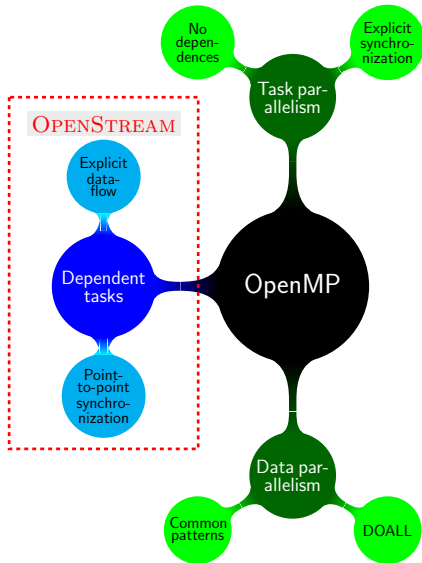 No
depen-
dences
Explicit
synchro-
nization
Task par-
allelism
OpenStream
Explicit
data-
flow
Dependent
tasks
OpenMP
Point-
to-point
synchro-
nization
Data par-
allelism
Common
patterns
DOALL